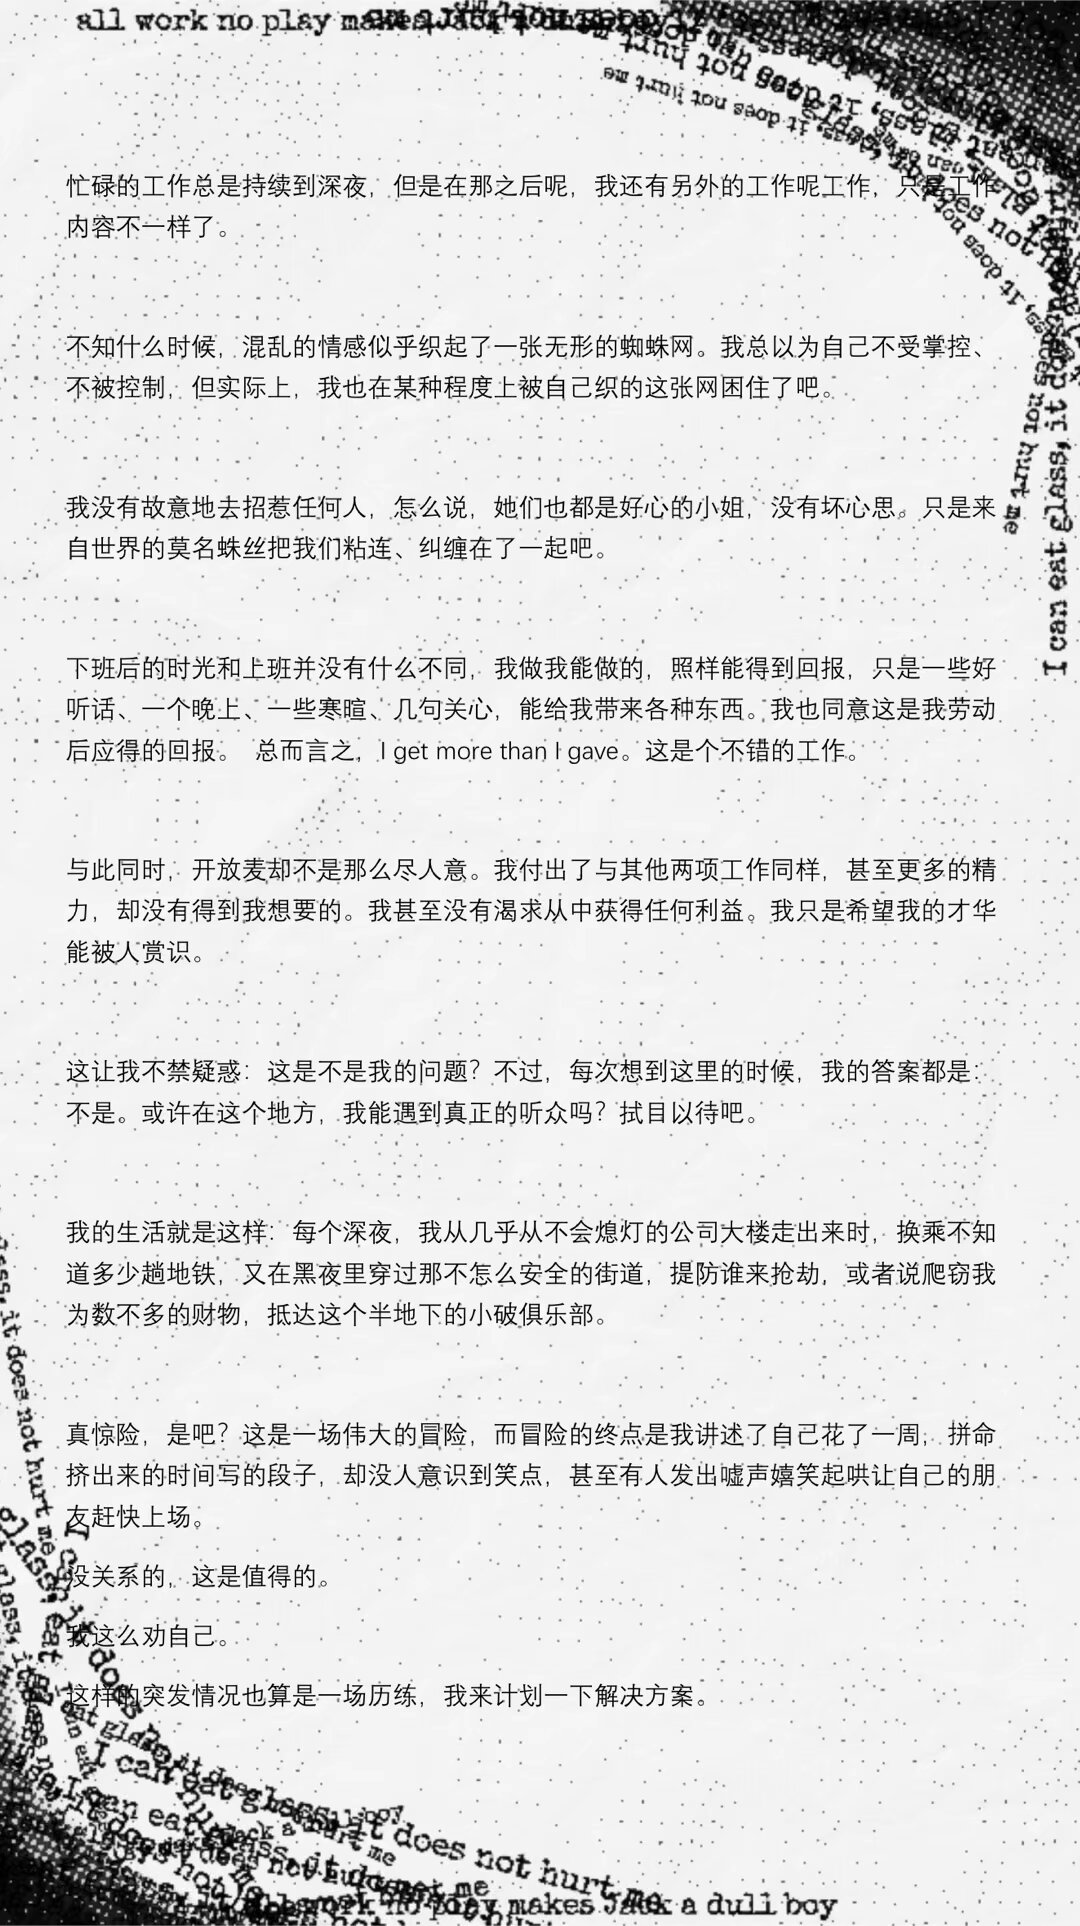 all work no play makes Jack a dull boy
it does not hurt me
忙碌的工作总是持续到深夜，但是在那之后呢，我还有另外的工作呢工作，只是工作
内容不一样了。
不知什么时候，混乱的情感似乎织起了一张无形的蜘蛛网。我总以为自己不受掌控、
不被控制，但实际上，我也在某种程度上被自己织的这张网困住了吧。
我没有故意地去招惹任何人，怎么说，她们也都是好心的小姐，没有坏心思。只是来
自世界的莫名蛛丝把我们粘连、纠缠在了一起吧。
I can eat glass, it does not hurt me
下班后的时光和上班并没有什么不同，我做我能做的，照样能得到回报，只是一些好
听话、一个晚上、一些寒暄、几句关心，能给我带来各种东西。我也同意这是我劳动
后应得的回报。 总而言之，I get more than I gave。这是个不错的工作。
与此同时，开放麦却不是那么尽人意。我付出了与其他两项工作同样，甚至更多的精
力，却没有得到我想要的。我甚至没有渴求从中获得任何利益。我只是希望我的才华
能被人赏识。
这让我不禁疑惑：这是不是我的问题？不过，每次想到这里的时候，我的答案都是：
不是。或许在这个地方，我能遇到真正的听众吗？拭目以待吧。
我的生活就是这样：每个深夜，我从几乎从不会熄灯的公司大楼走出来时，换乘不知
道多少趟地铁，又在黑夜里穿过那不怎么安全的街道，提防谁来抢劫，或者说爬窃我
为数不多的财物，抵达这个半地下的小破俱乐部。
真惊险，是吧？这是一场伟大的冒险，而冒险的终点是我讲述了自己花了一周，拼命
挤出来的时间写的段子，却没人意识到笑点，甚至有人发出嘘声嬉笑起哄让自己的朋
友赶快上场。
没关系的，这是值得的。
我这么劝自己。
这样的突发情况也算是一场历练，我来计划一下解决方案。
it does not hurt me
I can eat glass, it does not hurt me
work no play makes Jack a dull boy